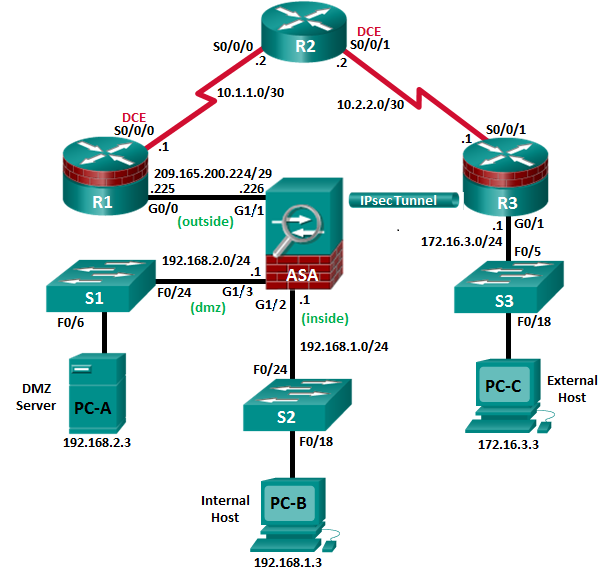 DCE
S0/0/0
R2
S0/0/1
.2
.2
10.1.1.0/30
10.2.2.0/30
DCE
S0/0/0
S0/0/1
.1
.1
209.165.200.224/29
.225
.226
R1
G0/0
(outside)
G1/1
IPsecTunnel
R3
.1
G0/1
172.16.3.0/24
F0/5
192.168.2.0/24
.1
ASA
S1
F0/24
(dmz)
G1/3
G1/2
.1
(inside)
S3
F0/6
F0/18
192.168.1.0/24
DMZ
Server
PC-A
F0/24
PC-C
External
Host
192.168.2.3
S2
F0/18
172.16.3.3
Internal
Host
PC-B
192.168.1.3